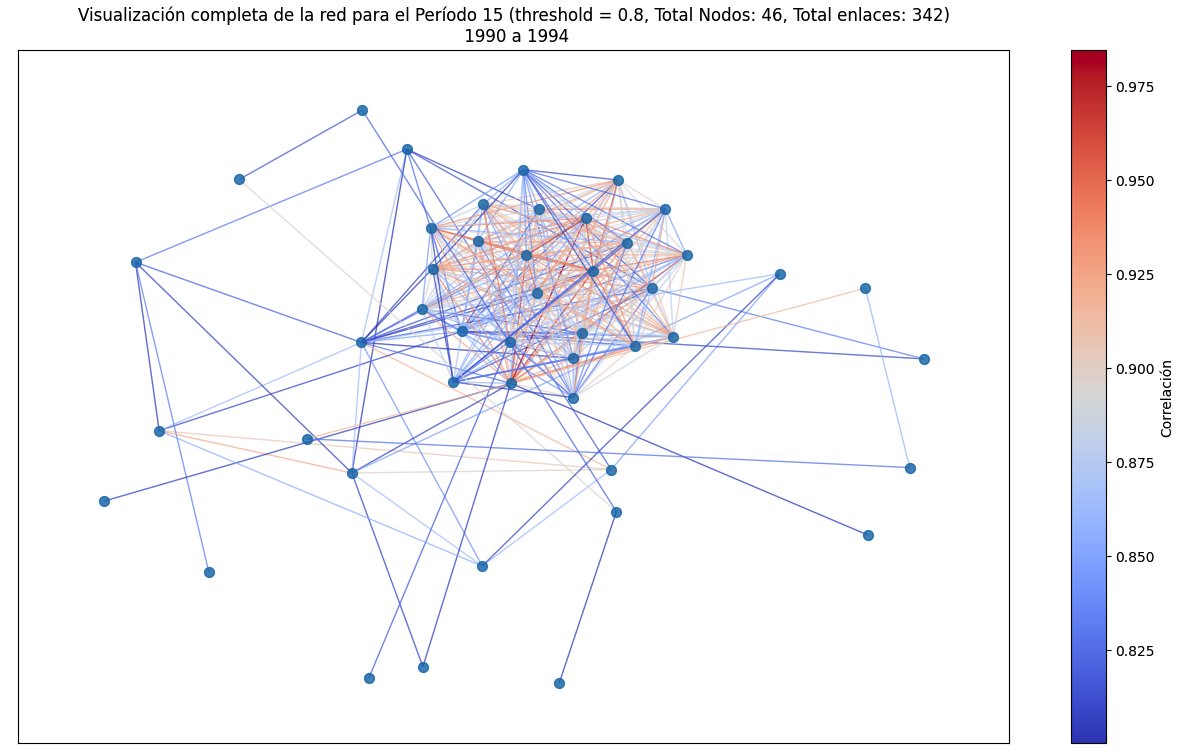 Visualización completa de la red para el Período 15 (threshold = 0.8, Total Nodos: 46, Total enlaces: 342)
1990 a 1994
0.975
0.950
0.925
0.900
0.875
0.850
0.825
Correlación